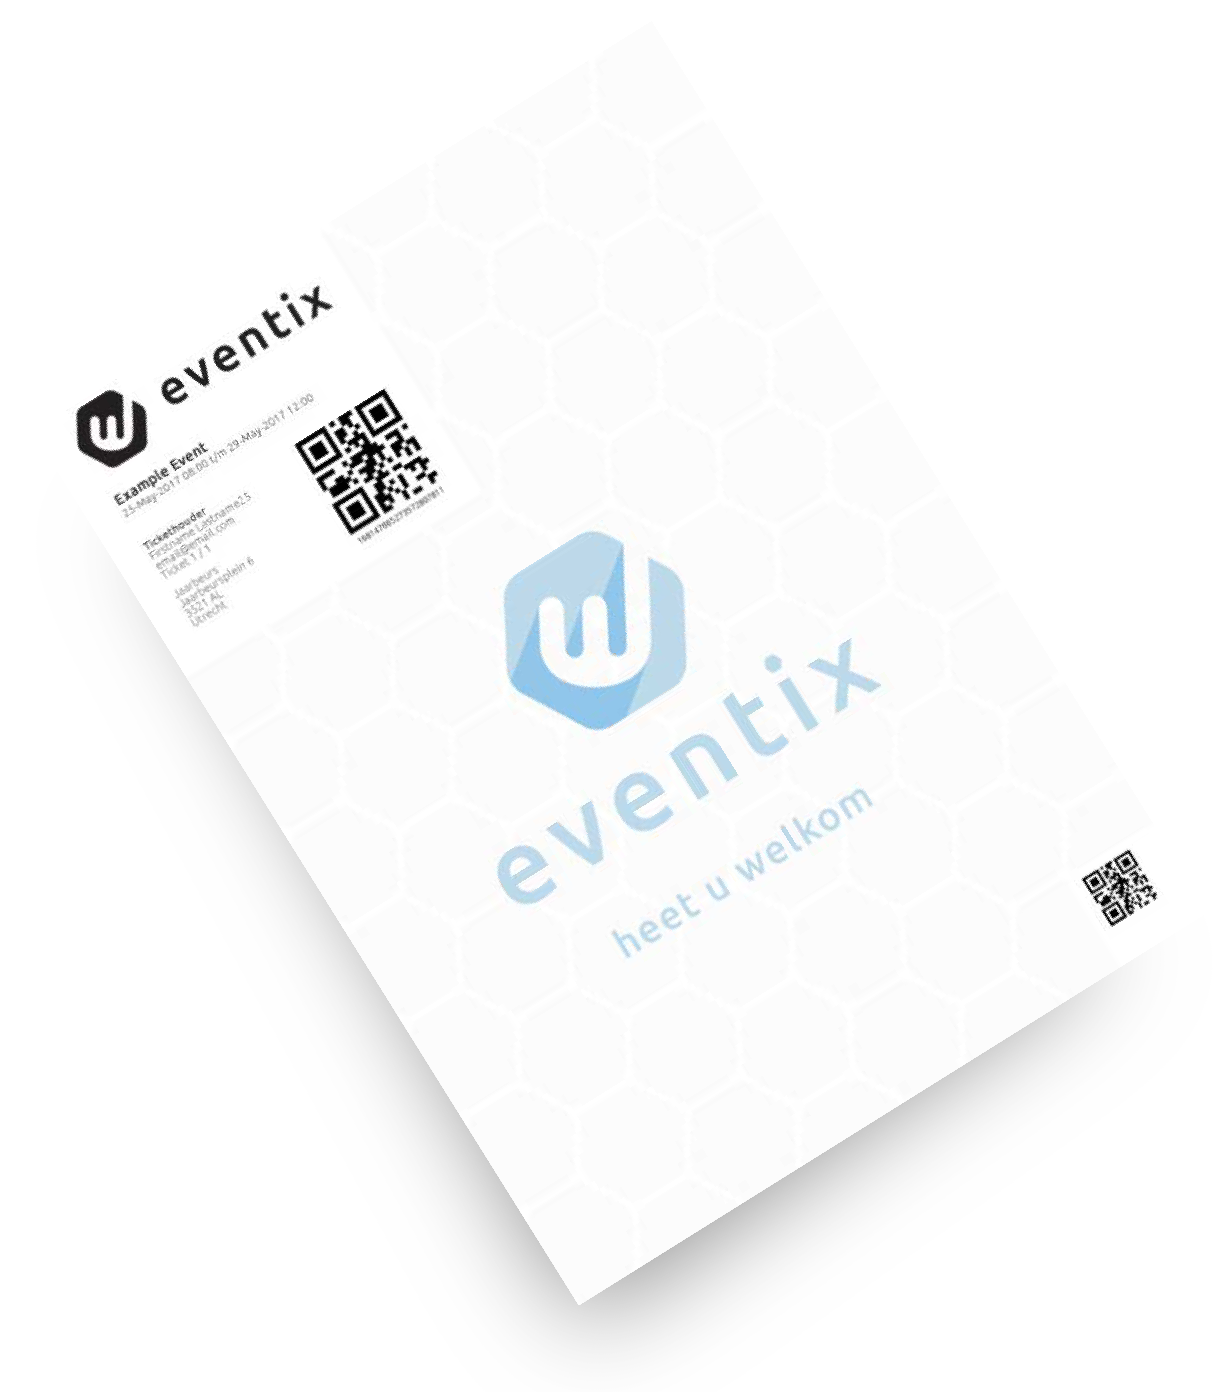 eventix
Example Event
25-May-2017 08:00 t/m 29-May-2017 12:00
Tickethouder
Firstname Lastname25
email@email.com
Ticket 1 / 1
Jaarbeurs
Jaarbeursplein 6
3521 AL
Utrecht
eventix
heet u welkom